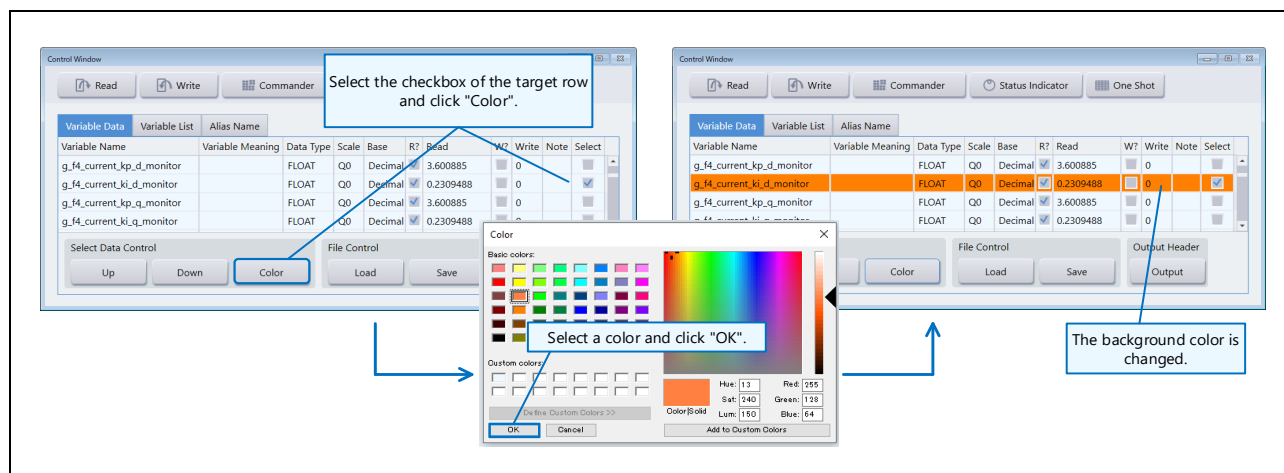 Control Window
Read
Write
Commander
Select the checkbox of the target row
and click "Color".
Variable Data
Variable List
Alias Name
Variable Name Variable Meaning Data Type Scale Base R? Read W? Write Note Select
g_f4_current_kp_d_monitor FLOAT Q0 Decimal 3.600885 0
g_f4_current_ki_d_monitor FLOAT Q0 Decimal 0.2309488 0
g_f4_current_kp_q_monitor FLOAT Q0 Decimal 3.600885 0
g_f4_current_ki_q_monitor FLOAT Q0 Decimal 0.2309488 0
Select Data Control
Up
Down
Color
File Control
Load
Save
Color
Basic colors:
Select a color and click "OK".
Custom colors:
Define Custom Colors >>
OK
Cancel
Color|Solid
Hue: 13
Sat: 240
Lum: 150
Red: 255
Green: 128
Blue: 64
Add to Custom Colors
Control Window
Read
Write
Commander
Status Indicator
One Shot
Variable Data
Variable List
Alias Name
Variable Name Variable Meaning Data Type Scale Base R? Read W? Write Note Select
g_f4_current_kp_d_monitor FLOAT Q0 Decimal 3.600885 0
g_f4_current_ki_d_monitor FLOAT Q0 Decimal 0.2309488 0
g_f4_current_kp_q_monitor FLOAT Q0 Decimal 3.600885 0
g_f4_current_ki_q_monitor FLOAT Q0 Decimal 0.2309488 0
Color
File Control
Load
Save
Output Header
Output
The background color is
changed.